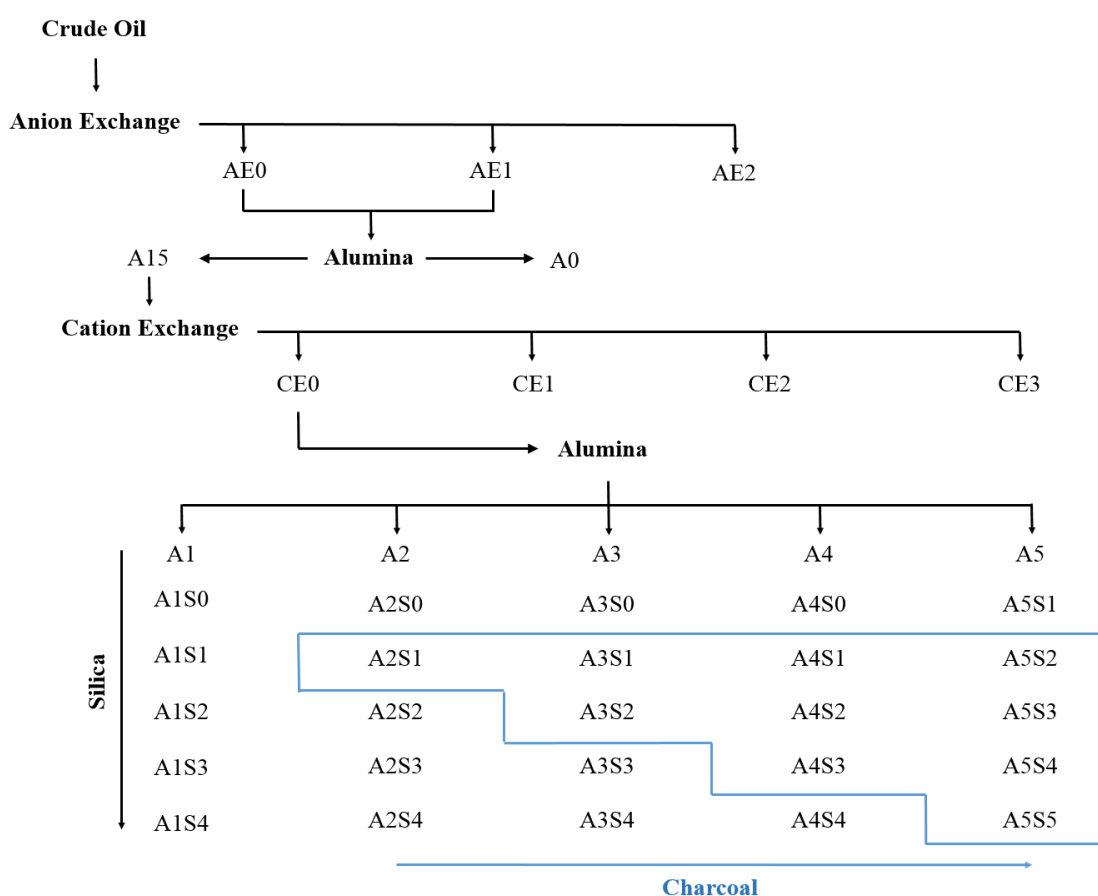 Crude Oil
Anion Exchange
AE0 AE1 AE2
A15 Alumina A0
Cation Exchange
CE0 CE1 CE2 CE3
Alumina
A1 A2 A3 A4 A5
A1S0 A2S0 A3S0 A4S0 A5S1
A1S1 A2S1 A3S1 A4S1 A5S2
Silica
A1S2 A2S2 A3S2 A4S2 A5S3
A1S3 A2S3 A3S3 A4S3 A5S4
A1S4 A2S4 A3S4 A4S4 A5S5
Charcoal